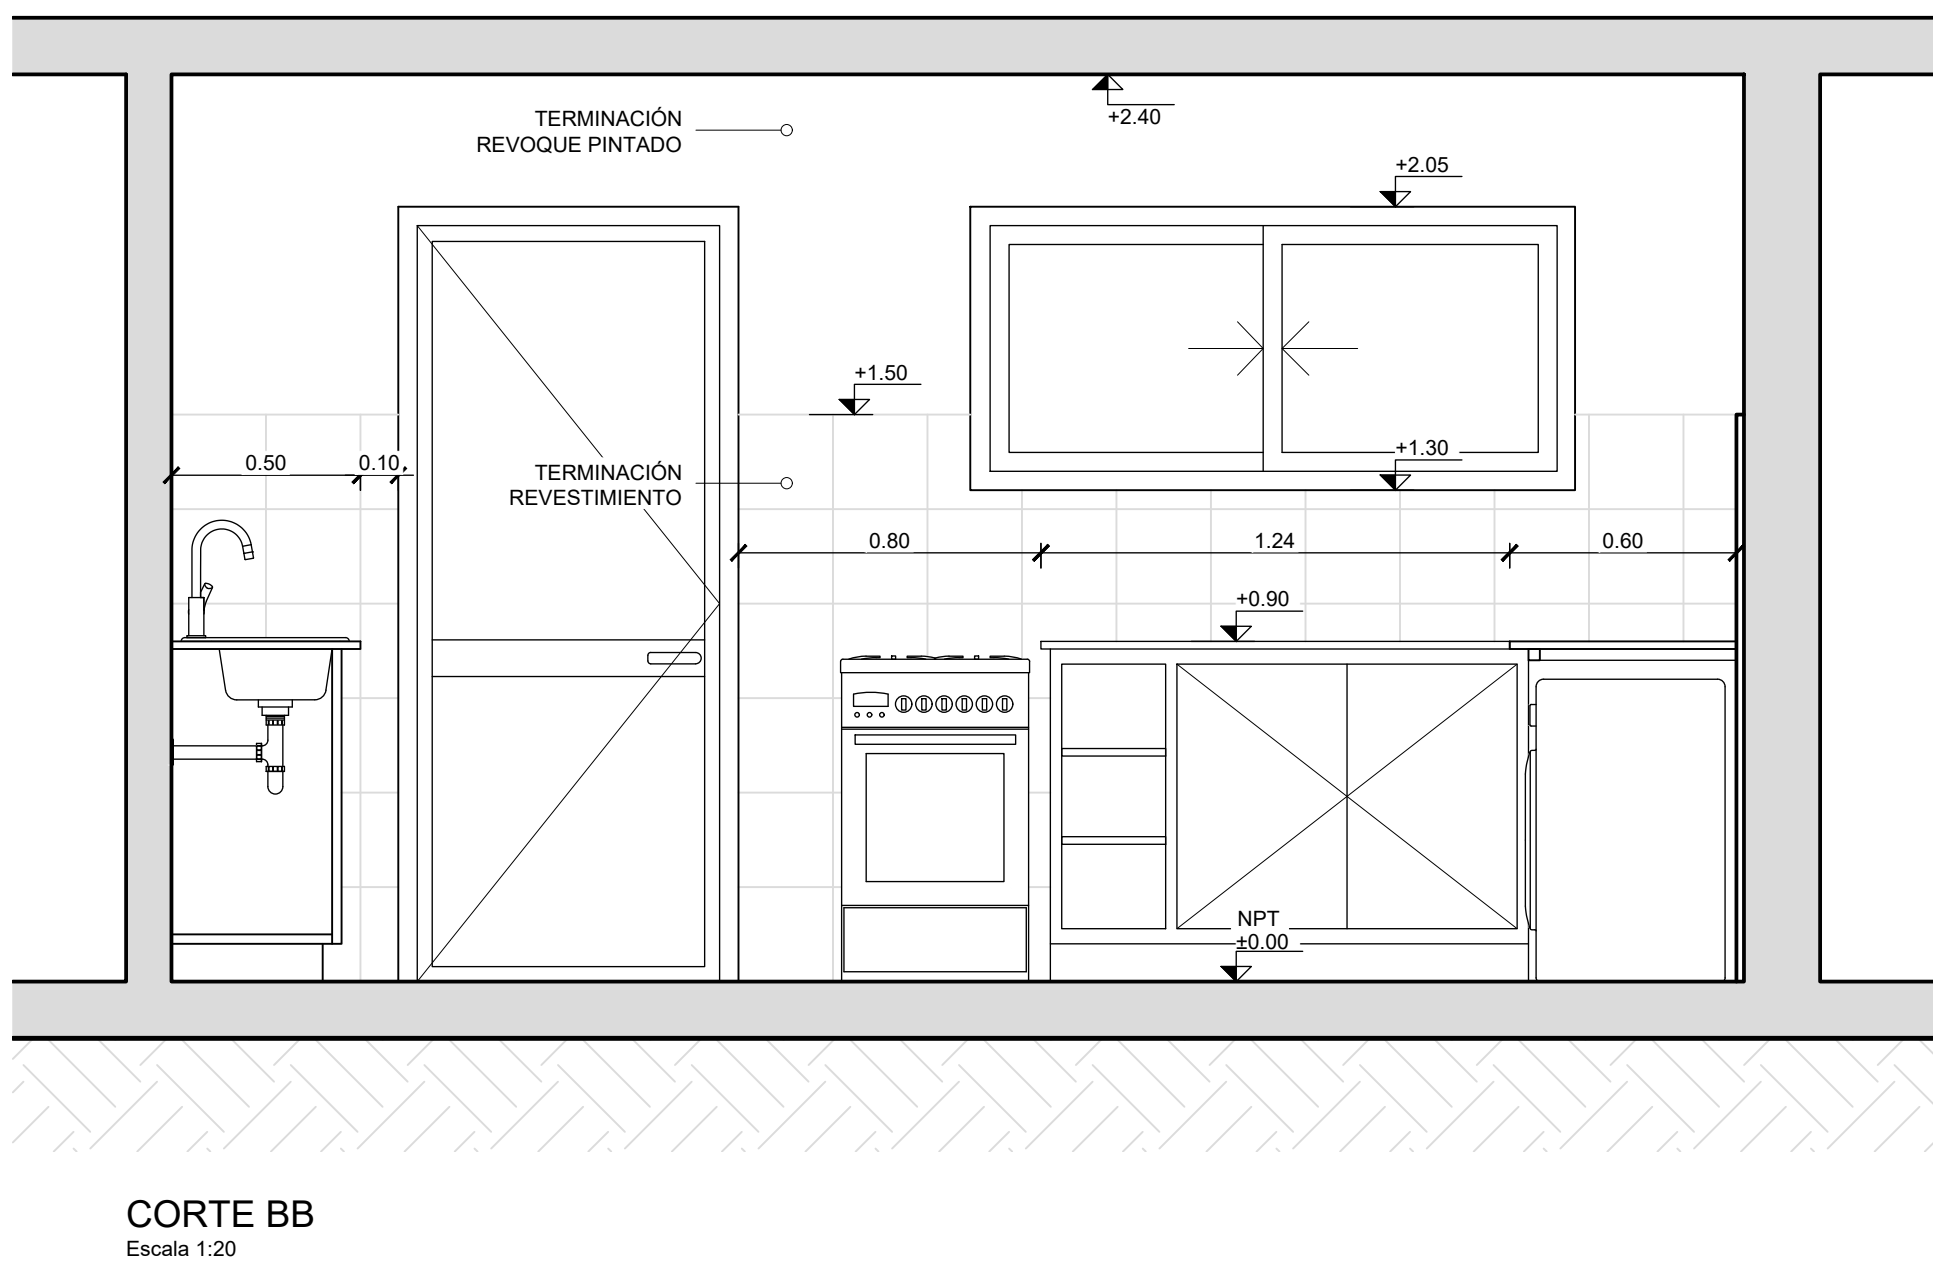 TERMINACIÓN
REVOQUE PINTADO
+2.40
+2.05
+1.50
+1.30
0.50
0.10
TERMINACIÓN
REVESTIMIENTO
0.80
1.24
0.60
+0.90
NPT
±0.00
CORTE BB
Escala 1:20